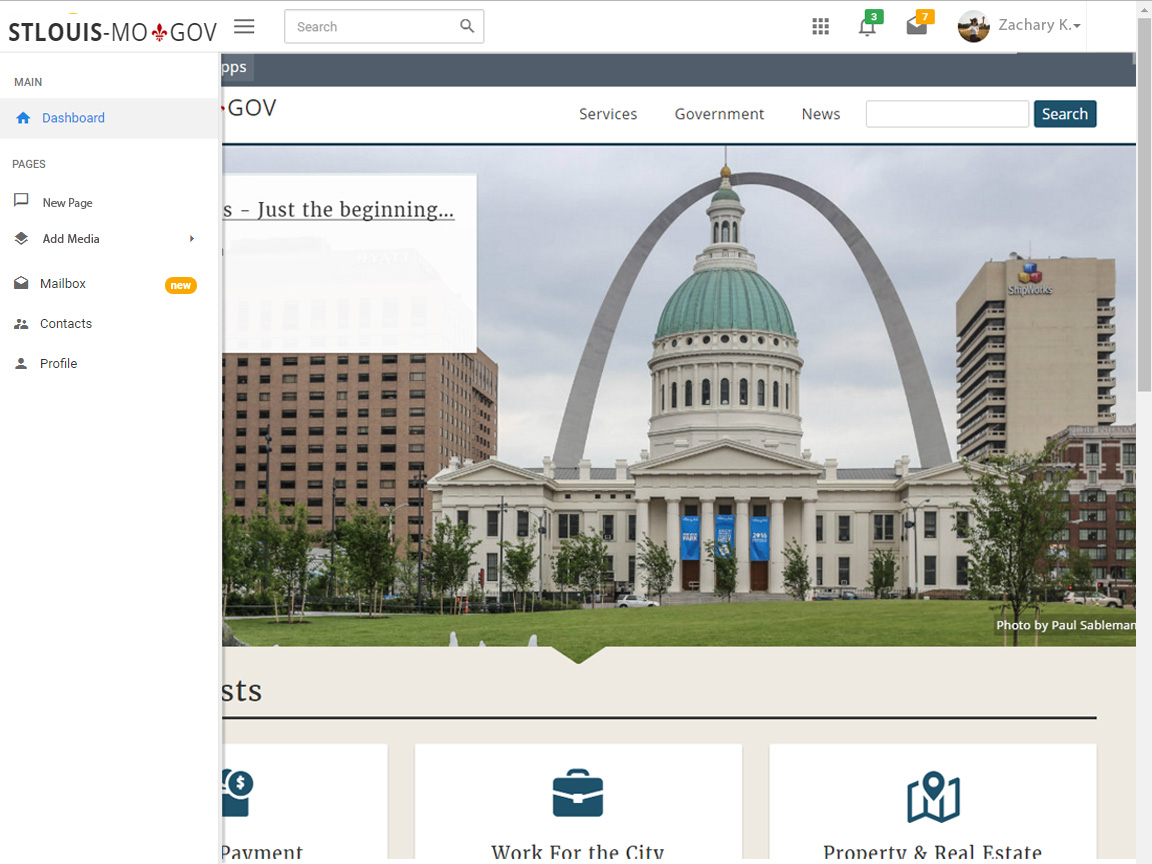 STLOUIS-MO GOV
Search
3
7
Zachary K.
MAIN
Dashboard
PAGES
New Page
Add Media
Mailbox
new
Contacts
Profile
pps
GOV
Services
Government
News
Search
s - Just the beginning...
ShipWorks
2016
Photo by Paul Sableman
sts
Payment
Work For the City
Property & Real Estate